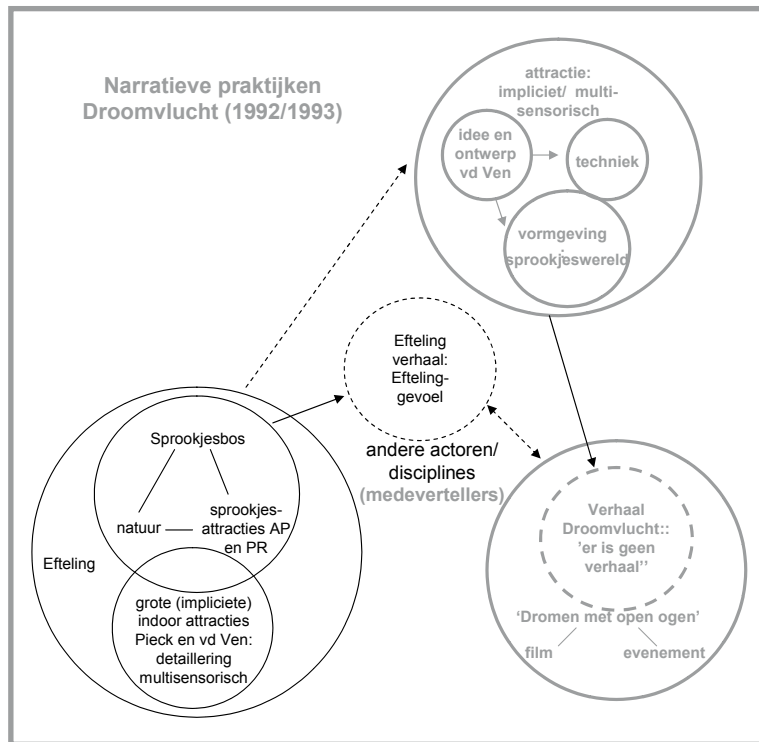 Narratieve praktijken
Droomvlucht (1992/1993)
attractie:
impliciet/ multi-
sensorisch
idee en
ontwerp
vd Ven
techniek
vormgeving
:
sprookjeswereld
Efteling
verhaal:
Efteling-
gevoel
andere actoren/
disciplines
(medevertellers)
Sprookjesbos
natuur
sprookjes-
attracties AP
en PR
Efteling
grote (impliciete)
indoor attracties
Pieck en vd Ven:
detaillering
multisensorisch
Verhaal
Droomvlucht::
'er is geen
verhaal''
'Dromen met open ogen'
film
evenement